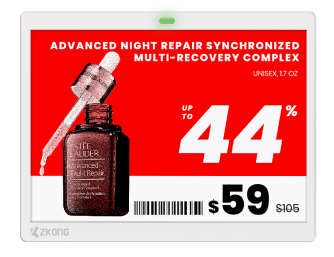 ADVANCED NIGHT REPAIR SYNCHRONIZED
MULTI-RECOVERY COMPLEX
UNISEX, 1.7 OZ
UP
TO
44%
ESTEE
LAUDER
Advanced
Night Repair
$59 $105
ZKONG